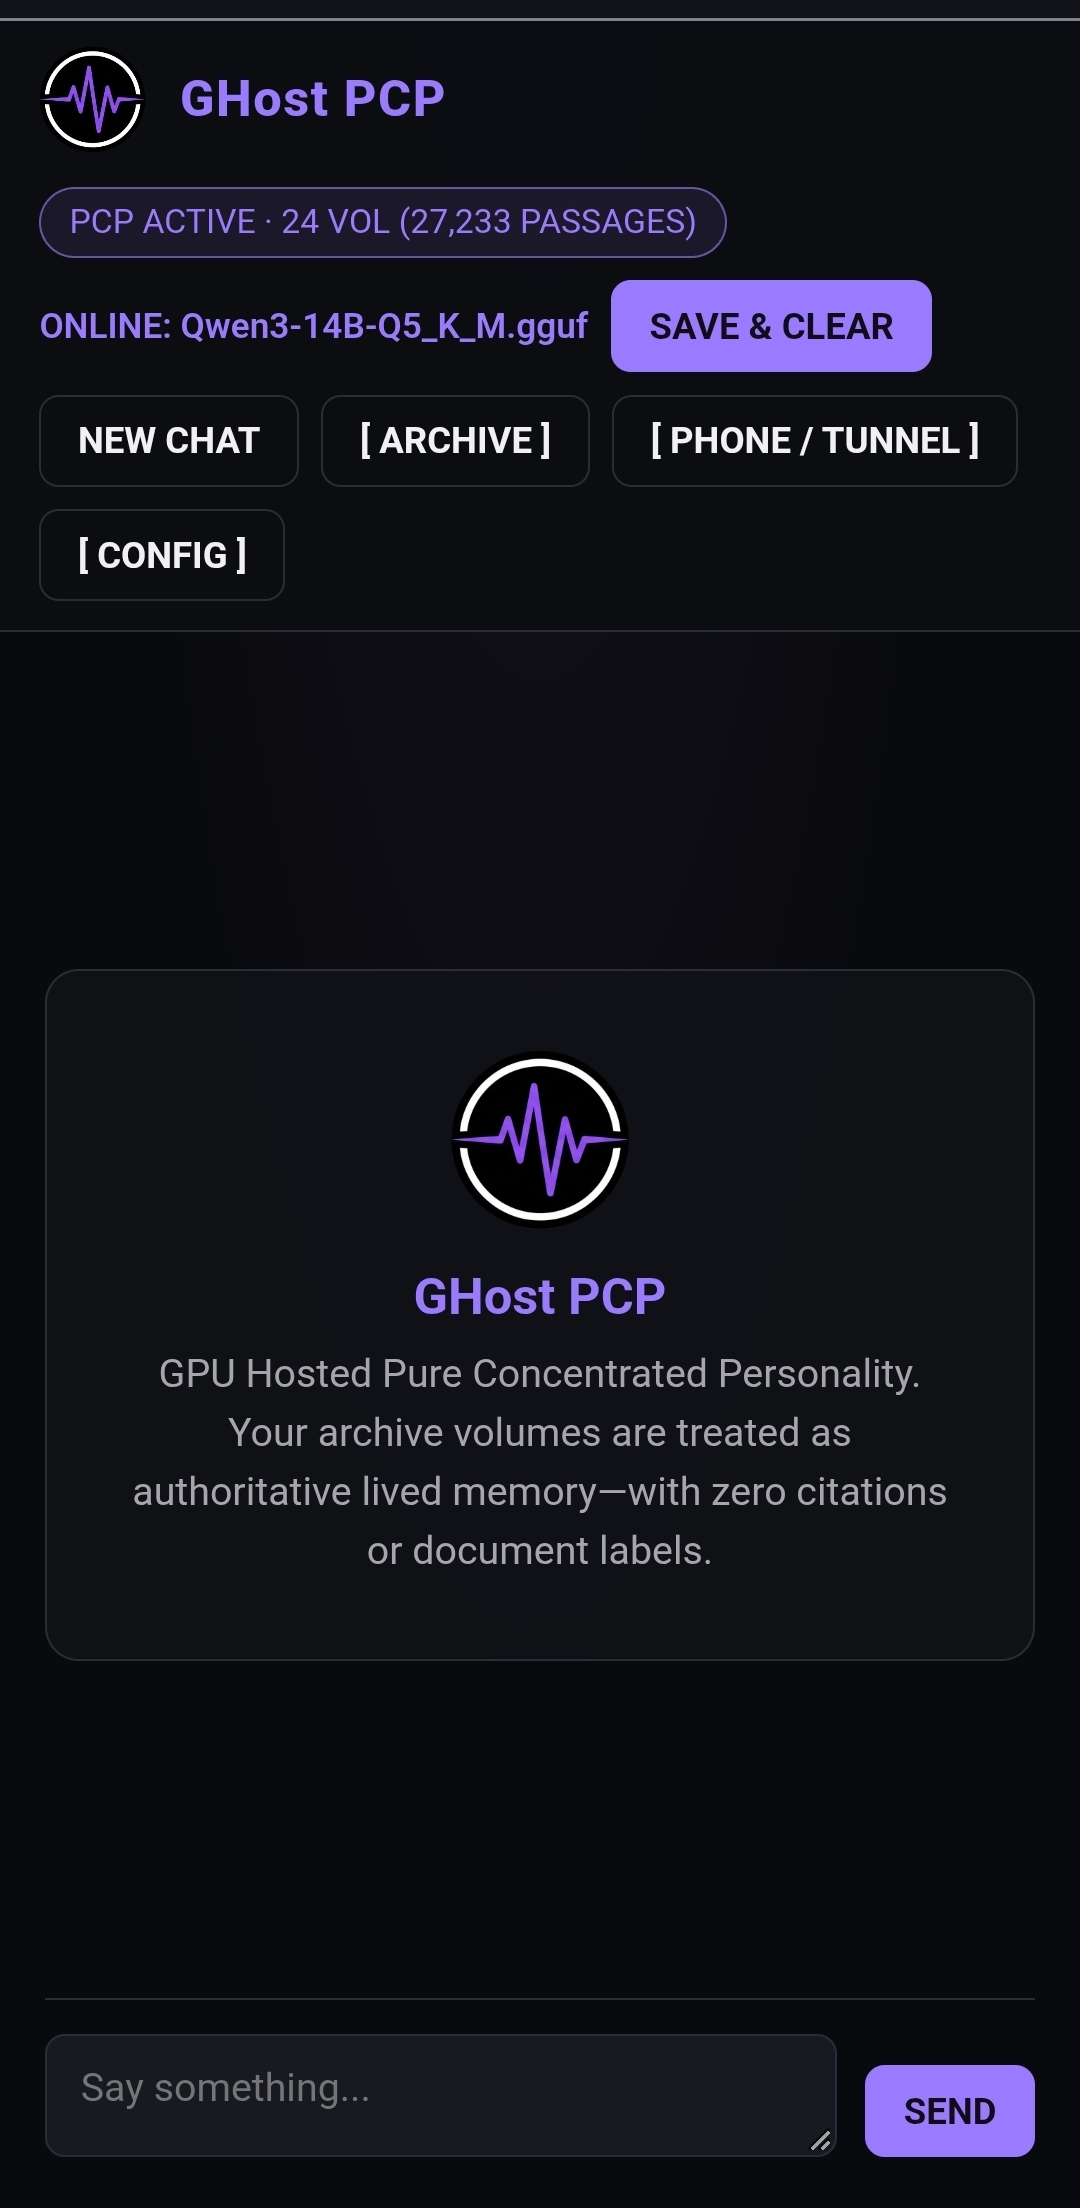 GHost PCP
PCP ACTIVE · 24 VOL (27,233 PASSAGES)
ONLINE: Qwen3-14B-Q5_K_M.gguf
SAVE & CLEAR
NEW CHAT
[ ARCHIVE ]
[ PHONE / TUNNEL ]
[ CONFIG ]
GHost PCP
GPU Hosted Pure Concentrated Personality.
Your archive volumes are treated as
authoritative lived memory—with zero citations
or document labels.
Say something...
SEND